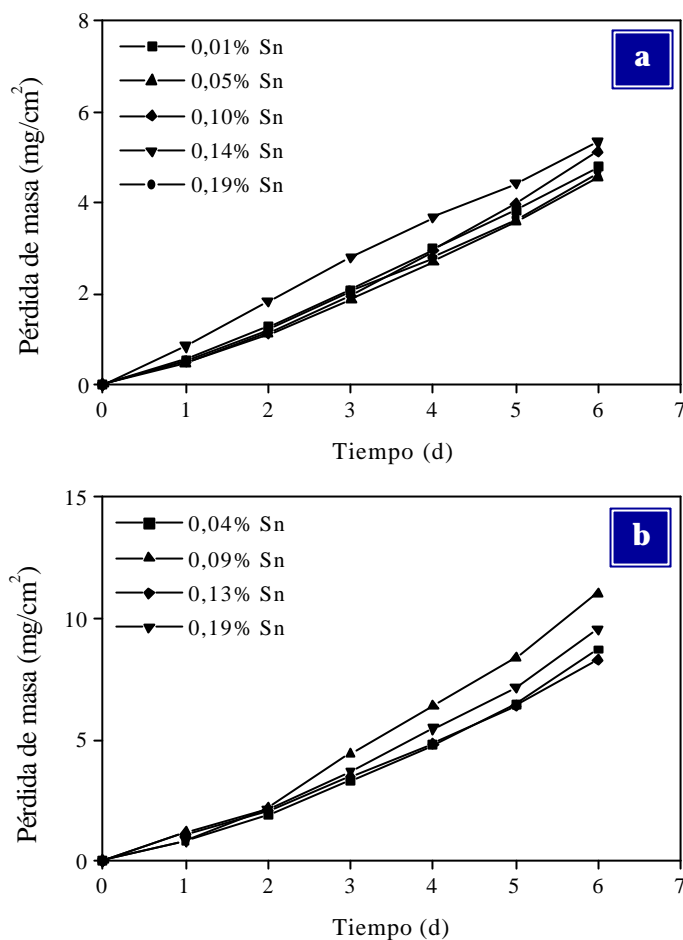 a
0,01% Sn
0,05% Sn
0,10% Sn
0,14% Sn
0,19% Sn
Pérdida de masa (mg/cm²)
8
6
4
2
0
0 1 2 3 4 5 6 7
Tiempo (d)
b
0,04% Sn
0,09% Sn
0,13% Sn
0,19% Sn
Pérdida de masa (mg/cm²)
15
10
5
0
0 1 2 3 4 5 6 7
Tiempo (d)